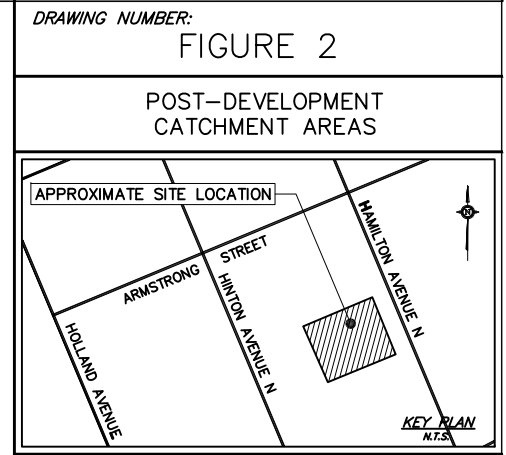 DRAWING NUMBER:
FIGURE 2
POST-DEVELOPMENT
CATCHMENT AREAS
APPROXIMATE SITE LOCATION
N
HAMILTON AVENUE N
ARMSTRONG STREET
HINTON AVENUE N
HOLLAND AVENUE
KEY PLAN
N.T.S.